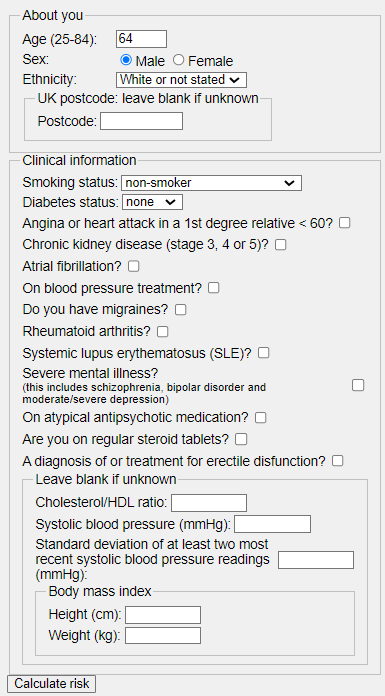 About you
Age (25-84): 64
Sex: Male Female
Ethnicity: White or not stated
UK postcode: leave blank if unknown
Postcode:
Clinical information
Smoking status: non-smoker
Diabetes status: none
Angina or heart attack in a 1st degree relative < 60?
Chronic kidney disease (stage 3, 4 or 5)?
Atrial fibrillation?
On blood pressure treatment?
Do you have migraines?
Rheumatoid arthritis?
Systemic lupus erythematosus (SLE)?
Severe mental illness?
(this includes schizophrenia, bipolar disorder and
moderate/severe depression)
On atypical antipsychotic medication?
Are you on regular steroid tablets?
A diagnosis of or treatment for erectile disfunction?
Leave blank if unknown
Cholesterol/HDL ratio:
Systolic blood pressure (mmHg):
Standard deviation of at least two most
recent systolic blood pressure readings
(mmHg):
Body mass index
Height (cm):
Weight (kg):
Calculate risk